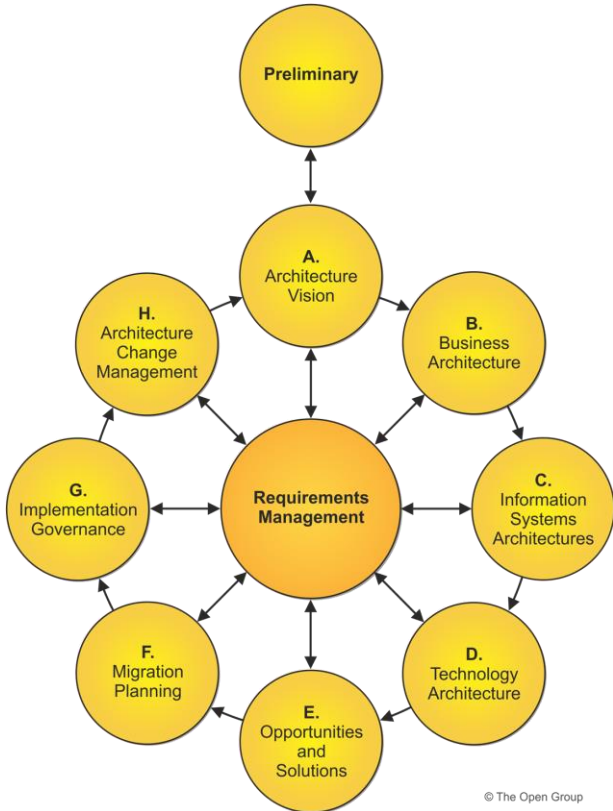 Preliminary
A.
Architecture
Vision
B.
Business
Architecture
C.
Information
Systems
Architectures
D.
Technology
Architecture
E.
Opportunities
and
Solutions
F.
Migration
Planning
G.
Implementation
Governance
H.
Architecture
Change
Management
Requirements
Management
© The Open Group